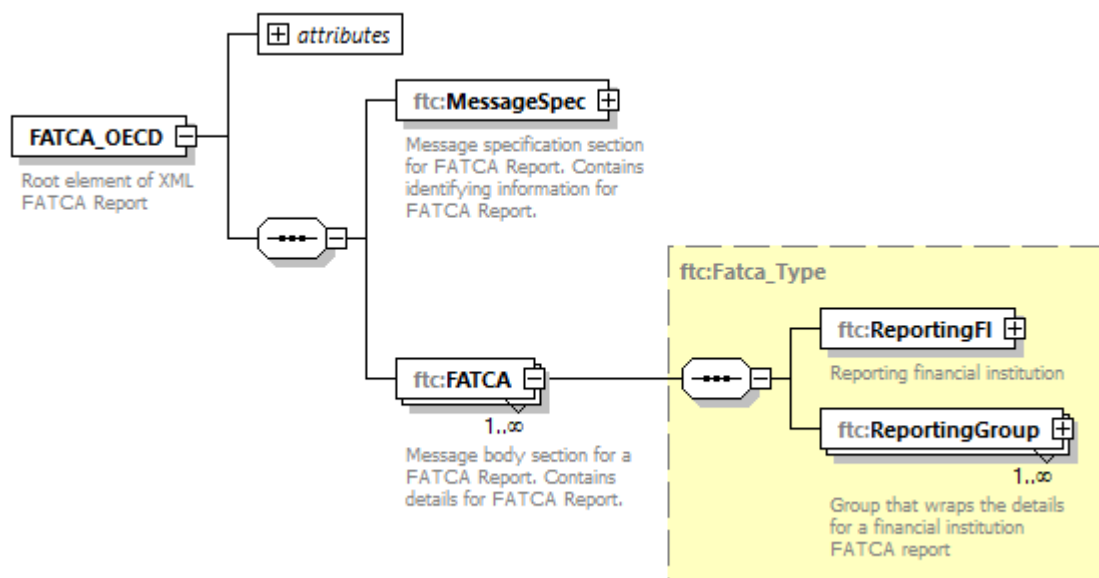 attributes
ftc:MessageSpec
Message specification section
for FATCA Report. Contains
identifying information for
FATCA Report.
FATCA_OECD
Root element of XML
FATCA Report
ftc:Fatca_Type
ftc:ReportingFI
Reporting financial institution
ftc:FATCA
1..∞
Message body section for a
FATCA Report. Contains
details for FATCA Report.
ftc:ReportingGroup
1..∞
Group that wraps the details
for a financial institution
FATCA report